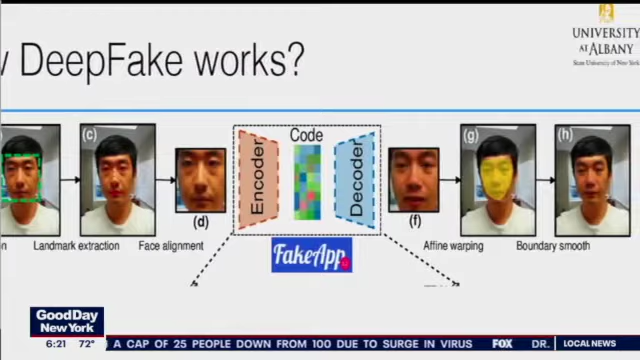 w DeepFake works?
UNIVERSITY
AT ALBANY
State University of New York
(c)
(d)
Encoder
Code
Decoder
(f)
(g)
(h)
on
Landmark extraction
Face alignment
Affine warping
Boundary smooth
FakeApp
GoodDay
New York
6:21 72°
A CAP OF 25 PEOPLE DOWN FROM 100 DUE TO SURGE IN VIRUS
FOX
DR.
LOCAL NEWS